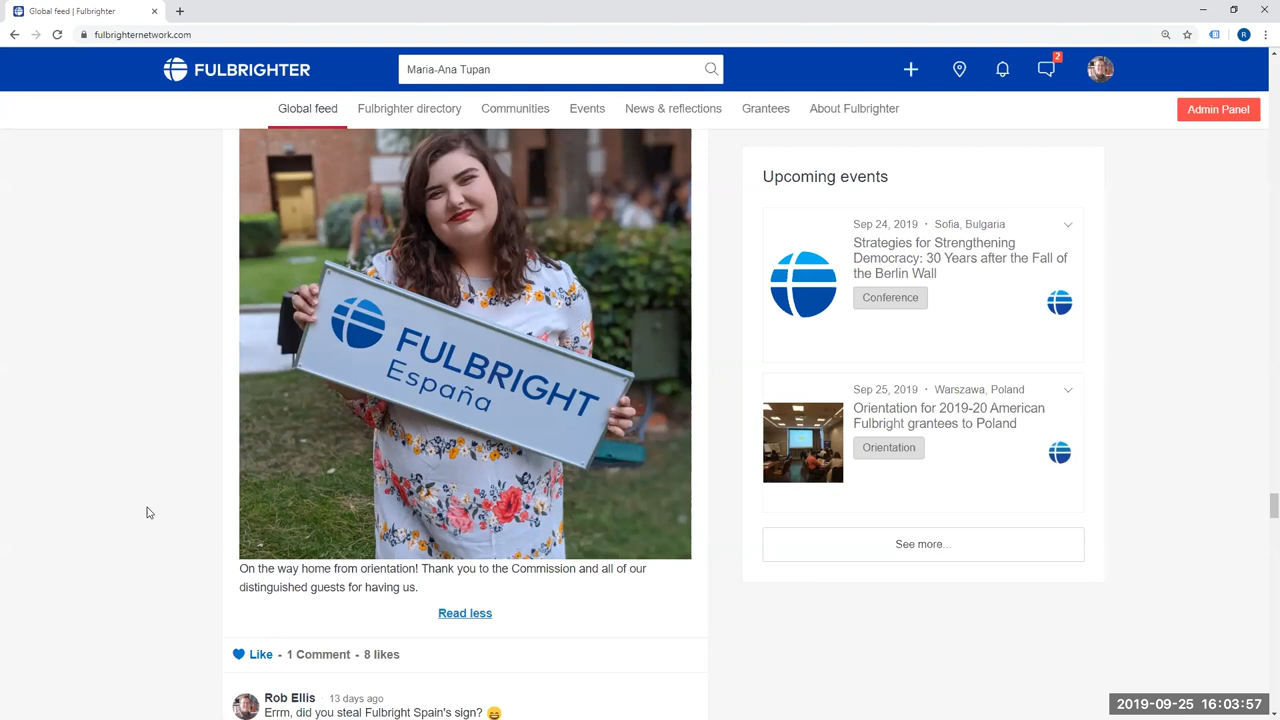 Global feed | Fulbrighter
fulbrighternetwork.com
R
FULBRIGHTER
Maria-Ana Tupan
2
Global feed
Fulbrighter directory
Communities
Events
News & reflections
Grantees
About Fulbrighter
Admin Panel
FULBRIGHT
España
On the way home from orientation! Thank you to the Commission and all of our
distinguished guests for having us.
Read less
Like - 1 Comment - 8 likes
Rob Ellis · 13 days ago
Errm, did you steal Fulbright Spain's sign? 😄
Upcoming events
Sep 24, 2019 · Sofia, Bulgaria
Strategies for Strengthening
Democracy: 30 Years after the Fall of
the Berlin Wall
Conference
Sep 25, 2019 · Warszawa, Poland
Orientation for 2019-20 American
Fulbright grantees to Poland
Orientation
See more...
2019-09-25 16:03:57